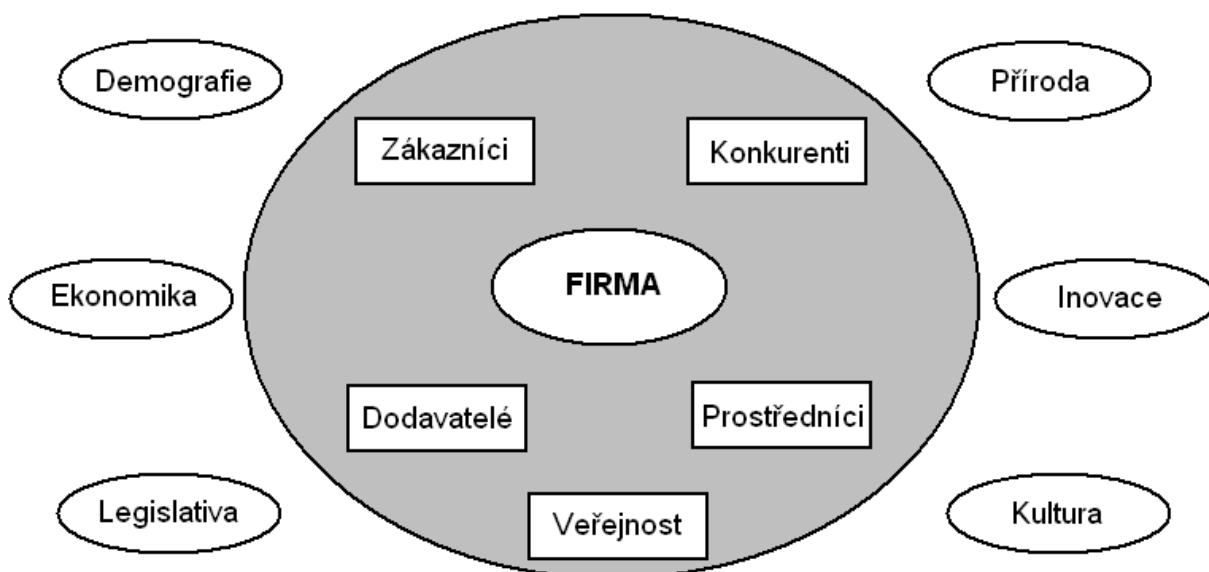 Demografie
Příroda
Zákazníci
Konkurenti
Ekonomika
FIRMA
Inovace
Dodavatelé
Prostředníci
Legislativa
Veřejnost
Kultura